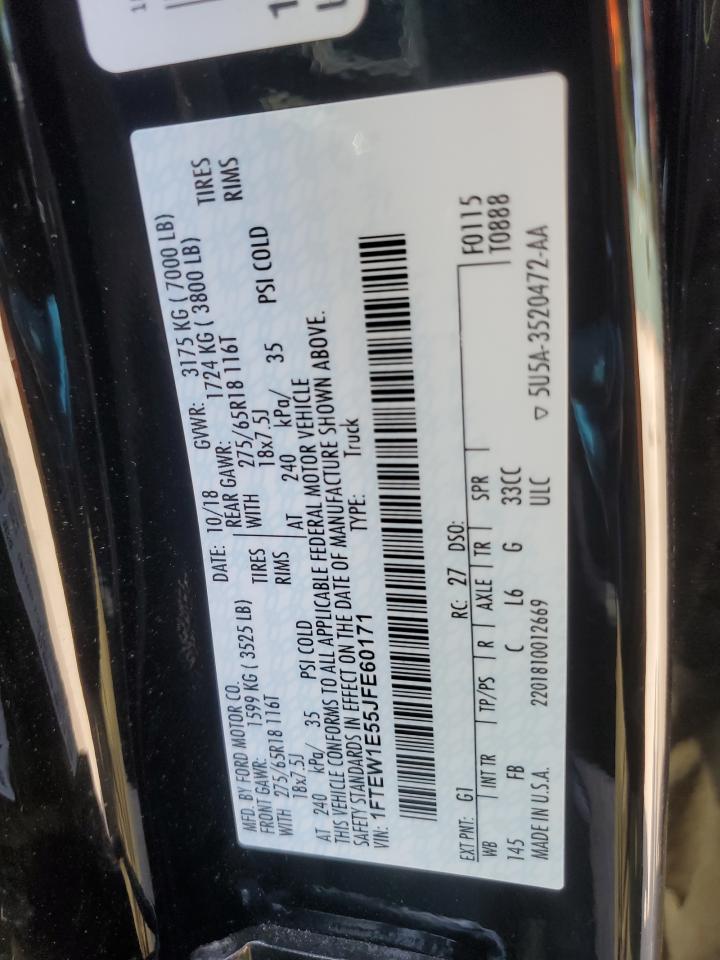 MFD. BY FORD MOTOR CO. DATE: 10/18 GVWR: 3175 KG ( 7000 LB)
FRONT GAWR: 1599 KG ( 3525 LB) REAR GAWR: 1724 KG ( 3800 LB)
WITH 275/65R18 116T TIRES WITH 275/65R18 116T TIRES
18x7.5J RIMS 18x7.5J RIMS
AT 240 kPa/ 35 PSI COLD AT 240 kPa/ 35 PSI COLD
THIS VEHICLE CONFORMS TO ALL APPLICABLE FEDERAL MOTOR VEHICLE
SAFETY STANDARDS IN EFFECT ON THE DATE OF MANUFACTURE SHOWN ABOVE.
VIN: 1FTEW1E55JFE60171 TYPE: Truck
EXT PNT: G1 RC: 27 DSO: F0115
WB INT TR TP/PS R AXLE TR SPR T0888
145 FB C L6 G 33CC
MADE IN U.S.A. 2201810012669 ULC ▽ 5U5A-3520472-AA